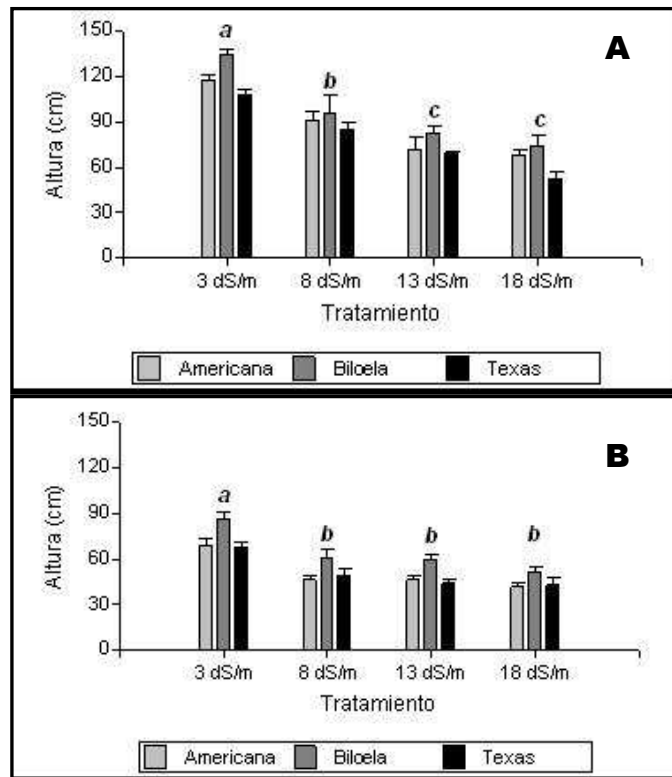 A
150
120
90
60
30
0
Altura (cm)
a
b
c
c
3 dS/m 8 dS/m 13 dS/m 18 dS/m
Tratamiento
Americana Biloela Texas
B
150
120
90
60
30
0
Altura (cm)
a
b
b
b
3 dS/m 8 dS/m 13 dS/m 18 dS/m
Tratamiento
Americana Biloela Texas